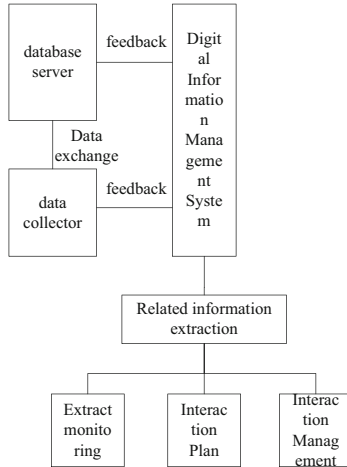 database
server
feedback
Digit
al
Infor
matio
n
Mana
geme
nt
Syste
m
Data
exchange
data
collector
feedback
Related information
extraction
Extract
monito
ring
Interac
tion
Plan
Interac
tion
Manag
ement